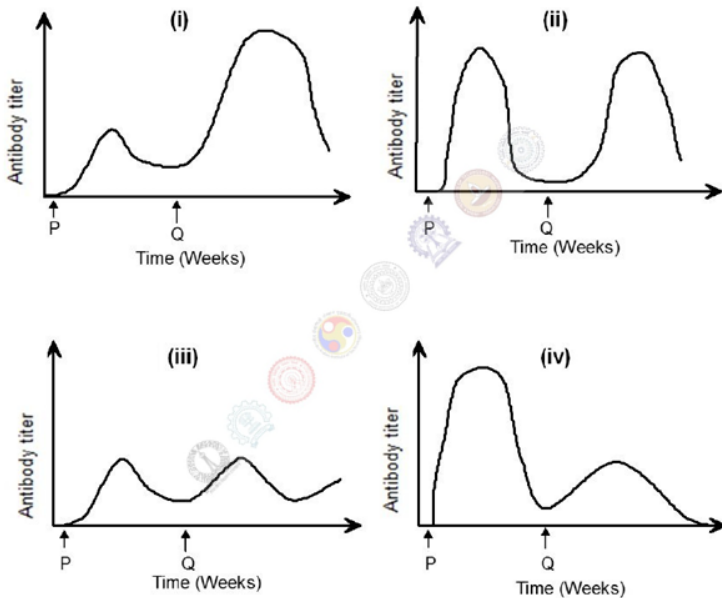 (i)
Antibody titer
P
Q
Time (Weeks)
(ii)
Antibody titer
P
Q
Time (Weeks)
(iii)
Antibody titer
P
Q
Time (Weeks)
(iv)
Antibody titer
P
Q
Time (Weeks)